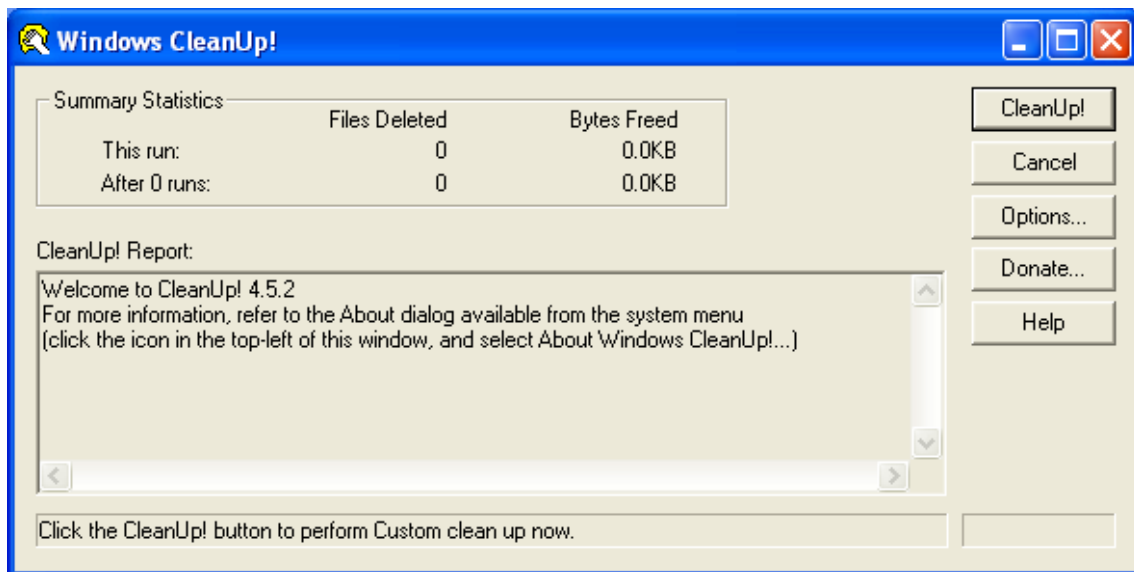 Windows CleanUp!
Summary Statistics
Files Deleted Bytes Freed
This run: 0 0.0KB
After 0 runs: 0 0.0KB
CleanUp!
Cancel
Options...
Donate...
Help
CleanUp! Report:
Welcome to CleanUp! 4.5.2
For more information, refer to the About dialog available from the system menu
(click the icon in the top-left of this window, and select About Windows CleanUp!...)
Click the CleanUp! button to perform Custom clean up now.